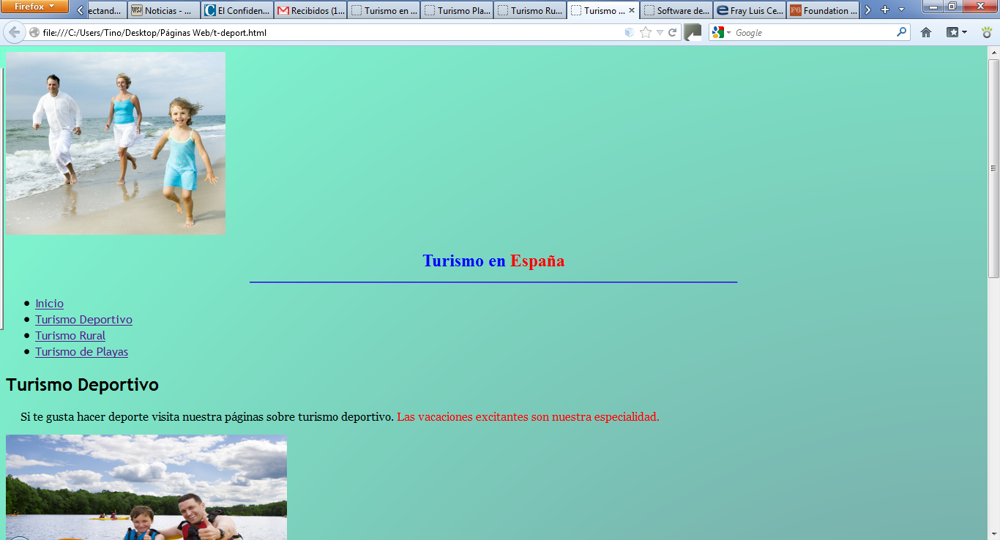 Firefox
ectand... Noticias - ... El Confiden... Recibidos (1... Turismo en ... Turismo Pla... Turismo Ru... Turismo ... Software de... Fray Luis Ce... Foundation ...
file:///C:/Users/Tino/Desktop/Páginas Web/t-deport.html Google
Turismo en España
Inicio
Turismo Deportivo
Turismo Rural
Turismo de Playas
Turismo Deportivo
Si te gusta hacer deporte visita nuestra páginas sobre turismo deportivo. Las vacaciones excitantes son nuestra especialidad.